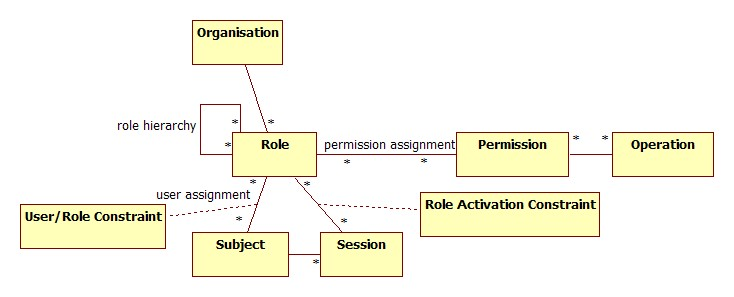 Organisation
role hierarchy
*
*
*
Role
permission assignment
*
*
Permission
*
*
Operation
user assignment
*
*
*
*
User/Role Constraint
Role Activation Constraint
Subject
*
Session